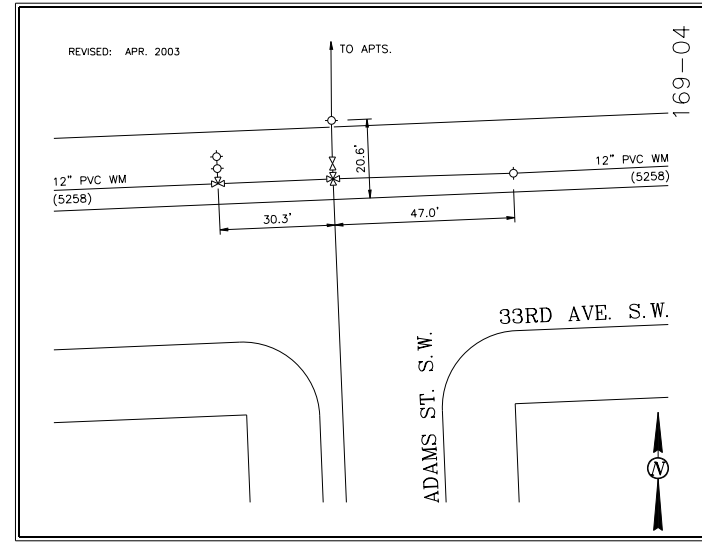 REVISED: APR. 2003
TO APTS.
169-04
20.6'
12" PVC WM
(5258)
12" PVC WM
(5258)
30.3'
47.0'
33RD AVE. S.W.
ADAMS ST. S.W.
N